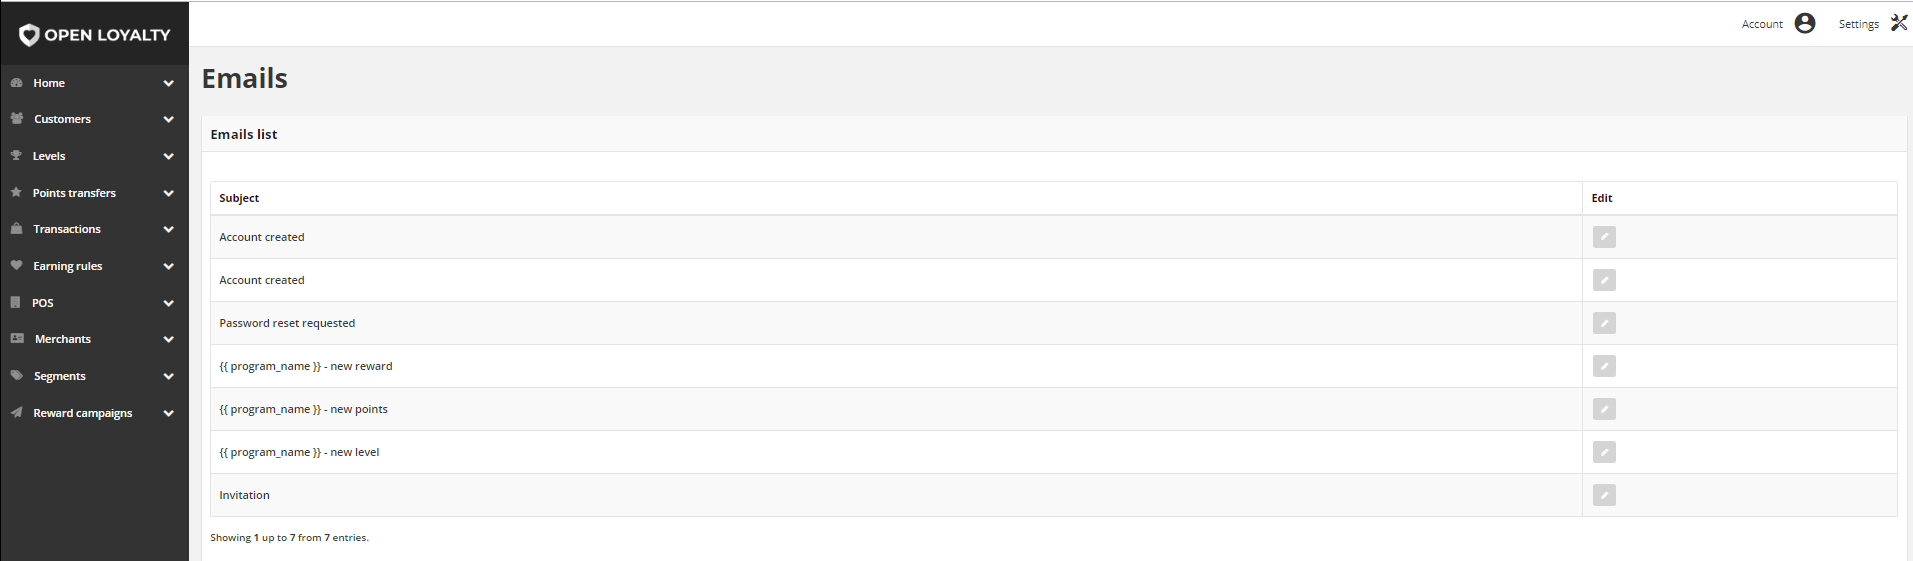 OPEN LOYALTY
Account
Settings
Home
Customers
Levels
Points transfers
Transactions
Earning rules
POS
Merchants
Segments
Reward campaigns
Emails
Emails list
Subject Edit
Account created
Account created
Password reset requested
{{ program_name }} - new reward
{{ program_name }} - new points
{{ program_name }} - new level
Invitation
Showing 1 up to 7 from 7 entries.